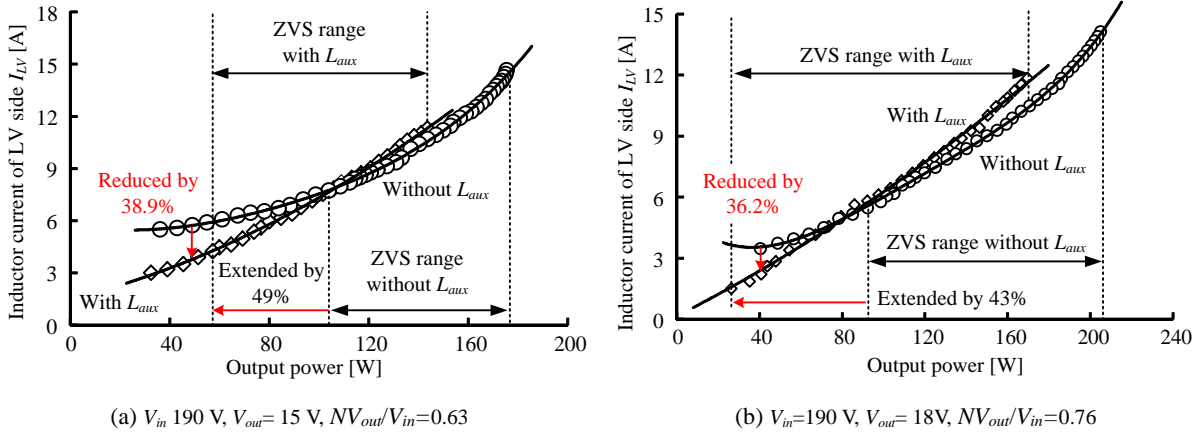 Inductor current of LV side I_LV [A]
18
15
12
9
6
3
0
0
40
80
120
160
200
Output power [W]
ZVS range
with L_aux
Reduced by
38.9%
Without L_aux
Extended by
49%
ZVS range
without L_aux
With L_aux
(a) V_in 190 V, V_out= 15 V, NV_out/V_in=0.63
Inductor current of LV side I_LV [A]
15
12
9
6
3
0
0
40
80
120
160
200
240
Output power [W]
ZVS range with L_aux
With L_aux
Without L_aux
Reduced by
36.2%
ZVS range without L_aux
Extended by 43%
(b) V_in=190 V, V_out= 18V, NV_out/V_in=0.76